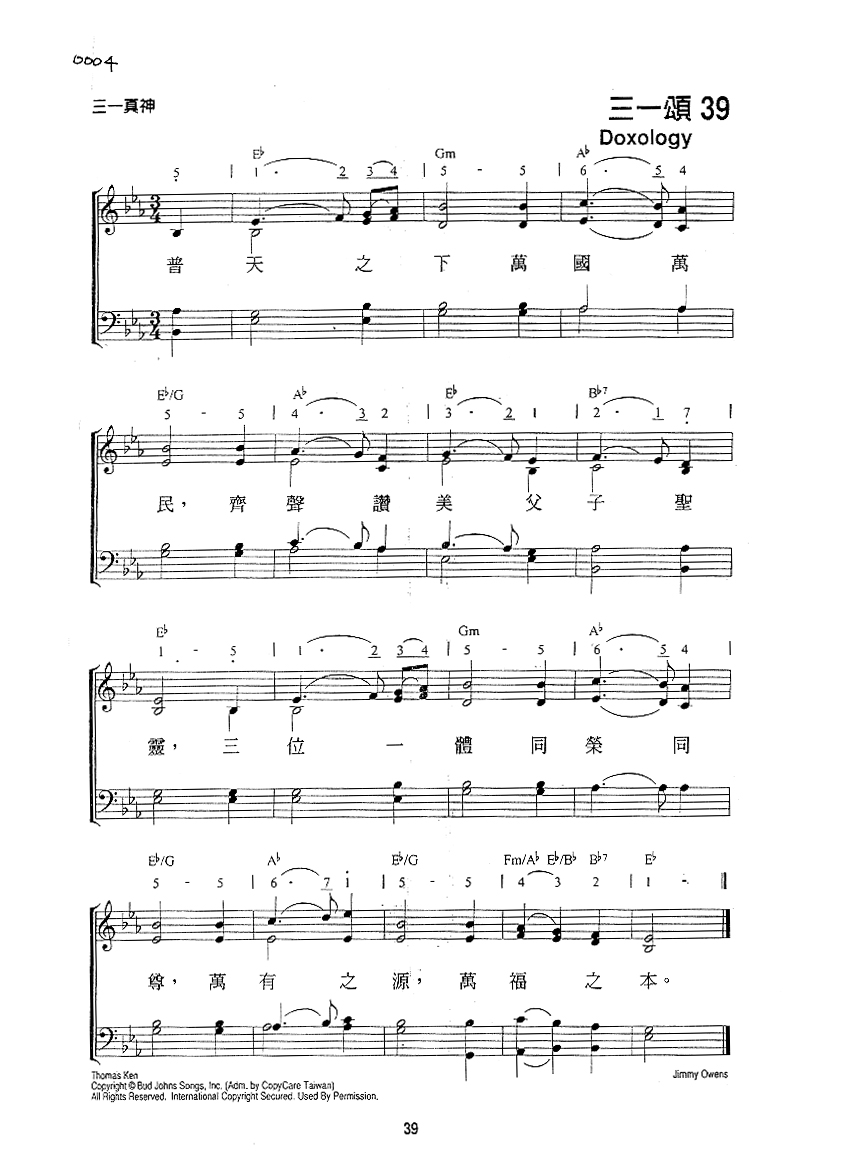 0004
三一真神
三一頌 39
Doxology
E♭ Gm A♭
5̣ | 1 · 2 3 4 | 5 - 5 | 6 · 5 4
3/4
普 天 之 下 萬 國 萬
3/4
E♭/G A♭ E♭ B♭7
5 - 5 | 4 · 3 2 | 3 · 2 1 | 2 · 1 7̣ |
民， 齊 聲 讚 美 父 子 聖
E♭ Gm A♭
1 - 5̣ | 1 · 2 3 4 | 5 - 5 | 6 · 5 4 |
靈， 三 位 一 體 同 榮 同
E♭/G A♭ E♭/G Fm/A♭ E♭/B♭ B♭7 E♭
5 - 5 | 6 · 7 i | 5 - 5 | 4 3 2 | 1 - ‖
尊， 萬 有 之 源， 萬 福 之 本。
Thomas Ken
Copyright © Bud Johns Songs, Inc. (Adm. by CopyCare Taiwan)
All Rights Reserved. International Copyright Secured. Used By Permission.
Jimmy Owens
39